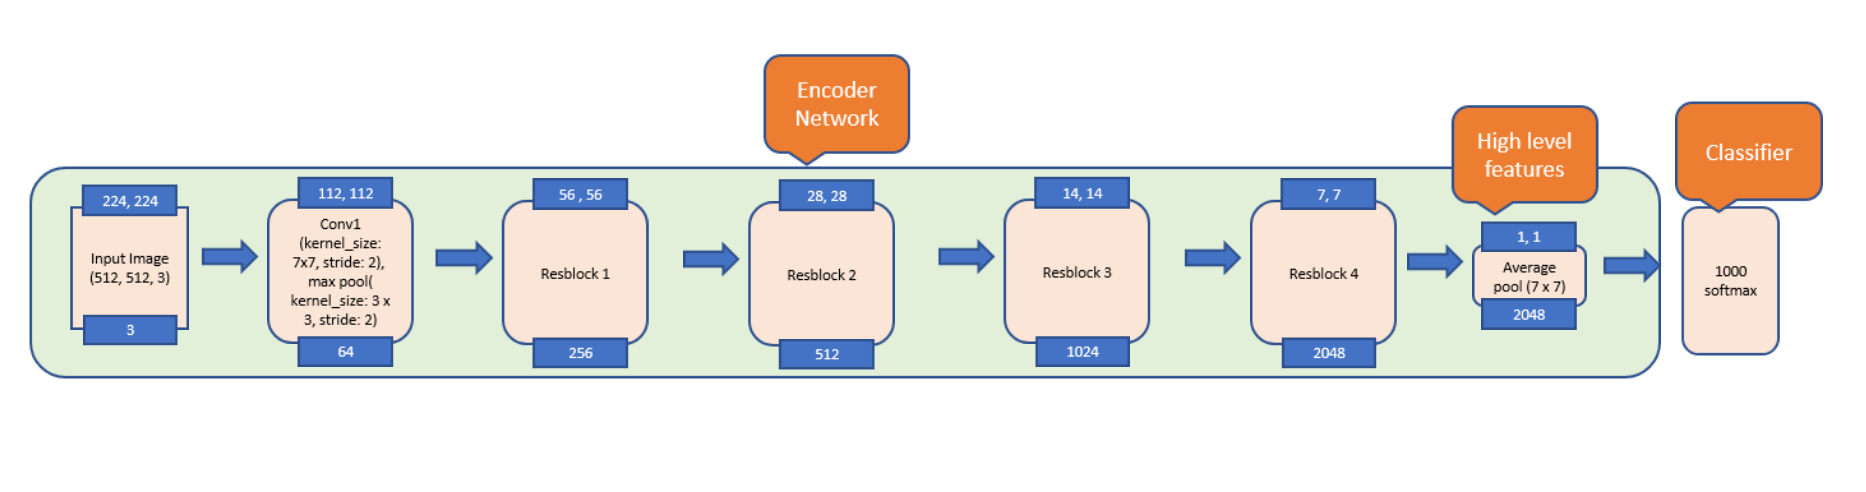 Encoder
Network
High level
features
Classifier
224, 224
Input Image
(512, 512, 3)
3
112, 112
Conv1
(kernel_size:
7x7, stride: 2),
max pool(
kernel_size: 3 x
3, stride: 2)
64
56 , 56
Resblock 1
256
28, 28
Resblock 2
512
14, 14
Resblock 3
1024
7, 7
Resblock 4
2048
1, 1
Average
pool (7 x 7)
2048
1000
softmax